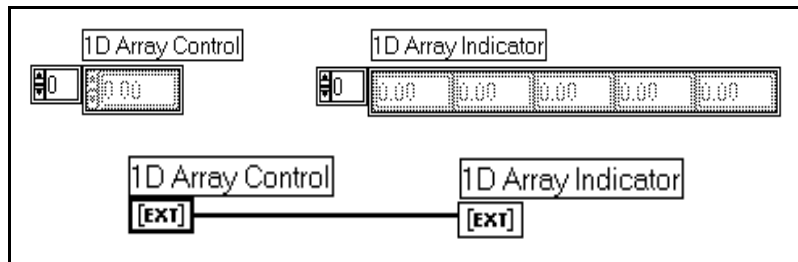 1D Array Control 1D Array Indicator
0 0.00 0 0.00 0.00 0.00 0.00 0.00
1D Array Control 1D Array Indicator
[EXT] [EXT]